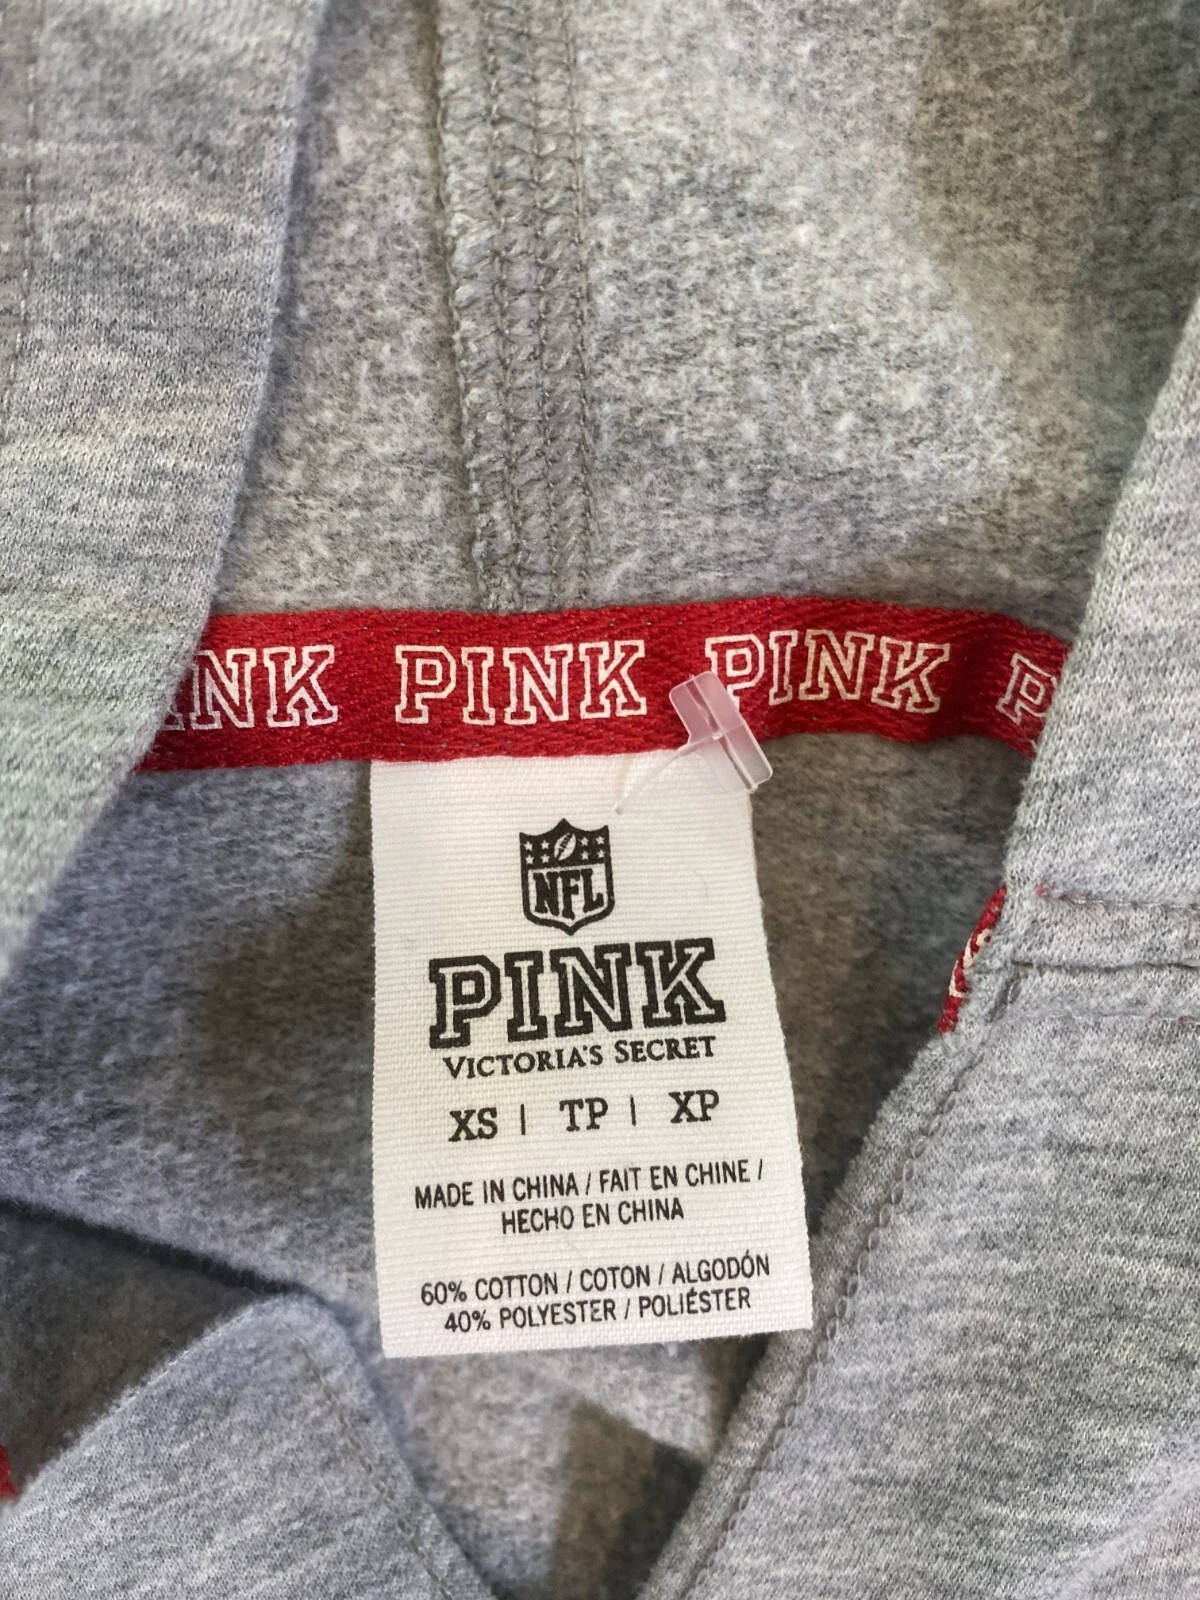 PINK PINK PINK P
NFL
PINK
VICTORIA'S SECRET
XS | TP | XP
MADE IN CHINA / FAIT EN CHINE /
HECHO EN CHINA
60% COTTON / COTON / ALGODÓN
40% POLYESTER / POLIÉSTER